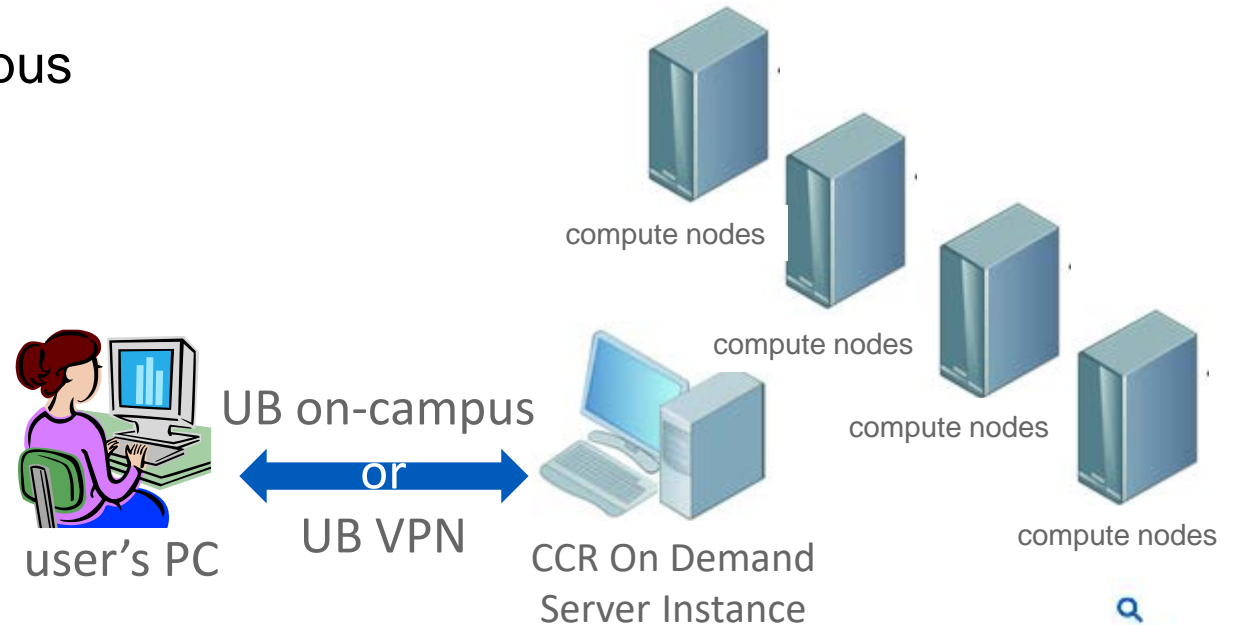 compute nodes
compute nodes
compute nodes
compute nodes
UB on-campus
or
UB VPN
user's PC
CCR On Demand
Server Instance